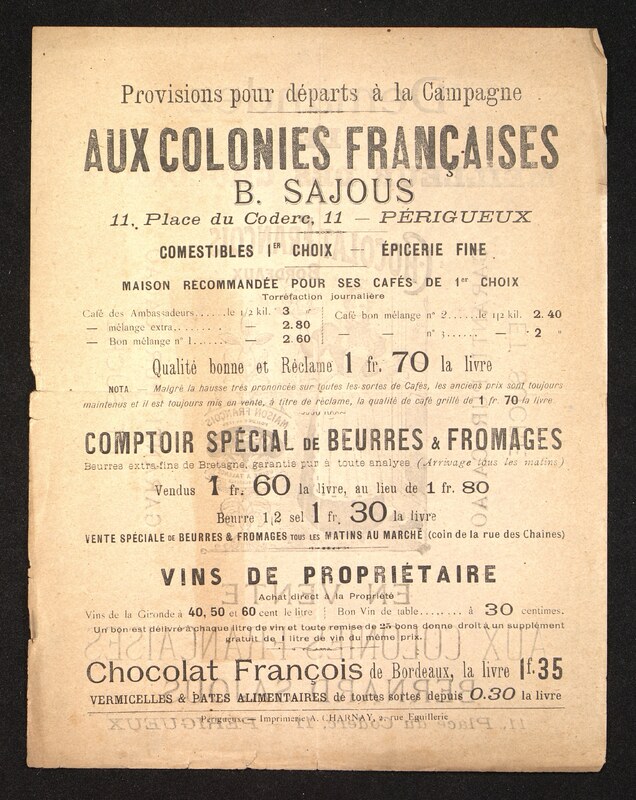 Provisions pour départs à la Campagne
AUX COLONIES FRANÇAISES
B. SAJOUS
11, Place du Coderc, 11 — PÉRIGUEUX
COMESTIBLES 1ER CHOIX — ÉPICERIE FINE
MAISON RECOMMANDÉE POUR SES CAFÉS DE 1er CHOIX
Torréfaction journalière
Café des Ambassadeurs......le 1/2 kil. 3 »
— mélange extra......... — 2.80
— Bon mélange n° 1....... — 2.60
Café bon mélange n° 2......le 1/2 kil. 2.40
— — n° 3....... — 2 »
Qualité bonne et Réclame 1 fr. 70 la livre
NOTA — Malgré la hausse très prononcée sur toutes les sortes de Cafés, les anciens prix sont toujours
maintenus et il est toujours mis en vente, à titre de réclame, la qualité de café grillé de 1 fr. 70 la livre
COMPTOIR SPÉCIAL DE BEURRES & FROMAGES
Beurres extra-fins de Bretagne, garantis pur à toute analyse (Arrivage tous les matins)
Vendus 1 fr. 60 la livre, au lieu de 1 fr. 80
Beurre 1/2 sel 1 fr. 30 la livre
VENTE SPÉCIALE DE BEURRES & FROMAGES TOUS LES MATINS AU MARCHÉ (coin de la rue des Chaines)
VINS DE PROPRIÉTAIRE
Achat direct à la Propriété
Vins de la Gironde à 40, 50 et 60 cent le litre
Bon Vin de table........ à 30 centimes.
Un bon est délivré à chaque litre de vin et toute remise de 25 bons donne droit à un supplément
gratuit de 1 litre de vin du même prix.
Chocolat François de Bordeaux, la livre 1f.35
VERMICELLES & PATES ALIMENTAIRES de toutes sortes depuis 0.30 la livre
Périgueux — Imprimerie A. CHARNAY, rue Eguillerie